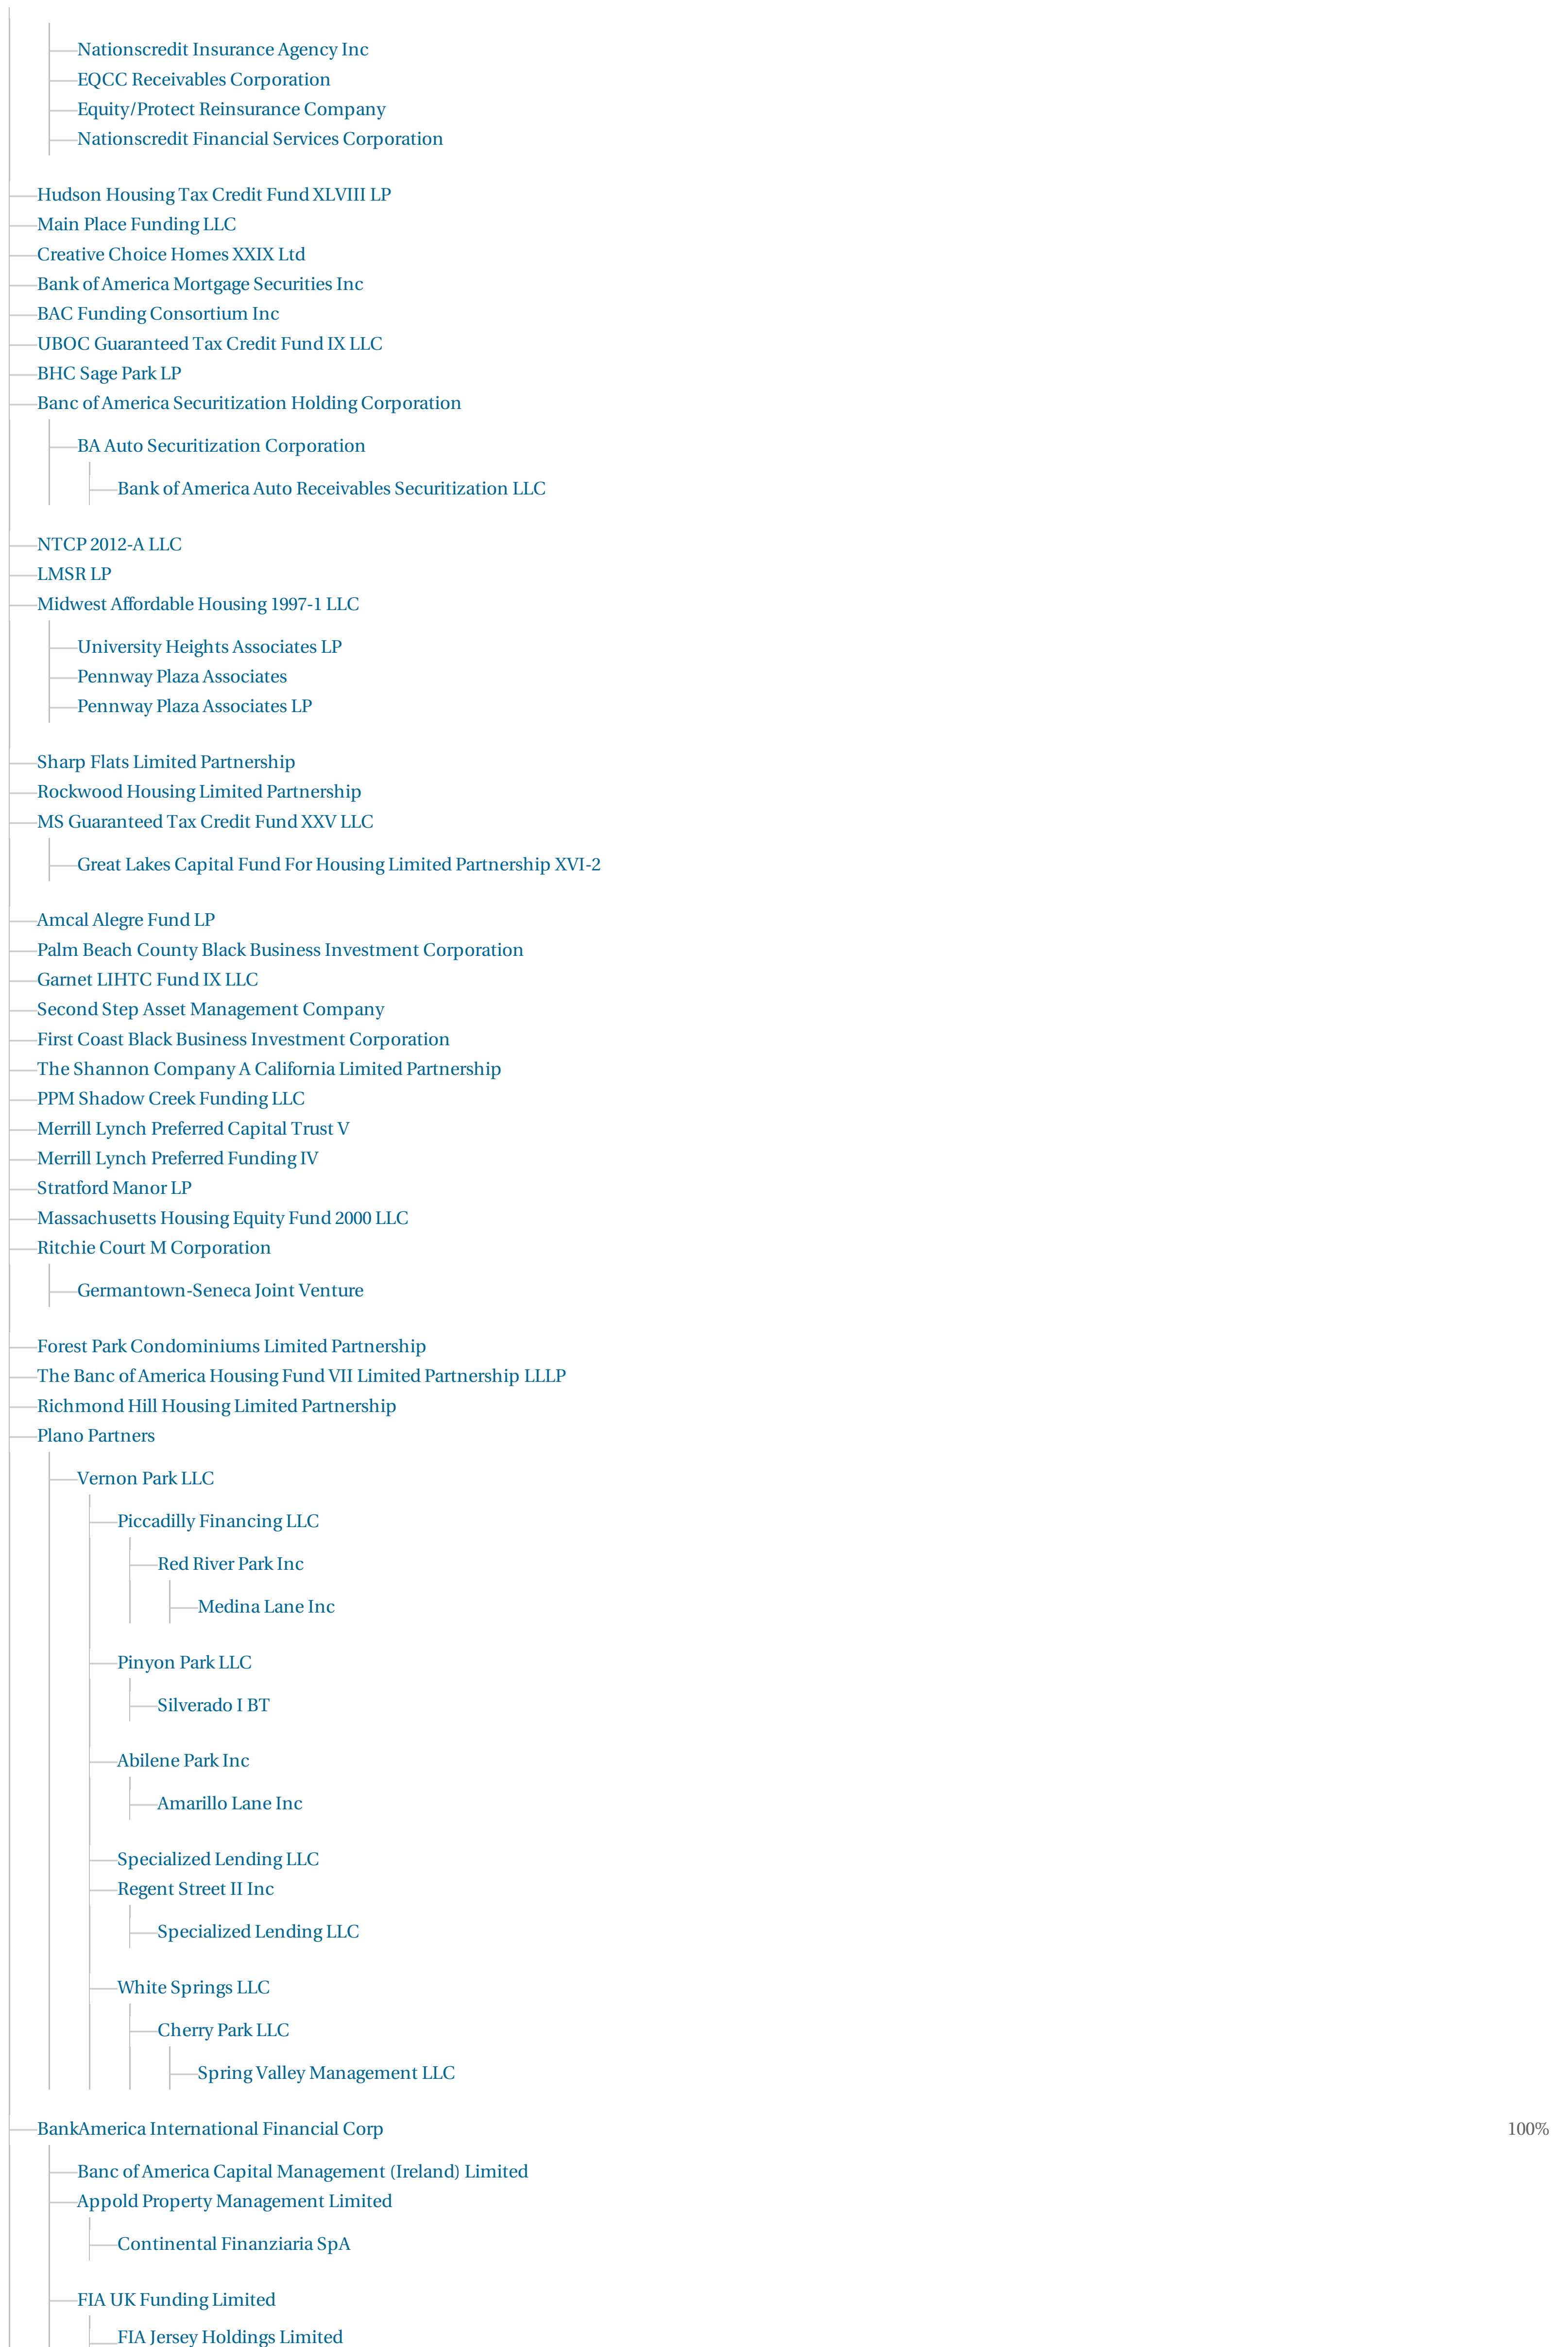 Nationscredit Insurance Agency Inc
EQCC Receivables Corporation
Equity/Protect Reinsurance Company
Nationscredit Financial Services Corporation
Hudson Housing Tax Credit Fund XLVIII LP
Main Place Funding LLC
Creative Choice Homes XXIX Ltd
Bank of America Mortgage Securities Inc
BAC Funding Consortium Inc
UBOC Guaranteed Tax Credit Fund IX LLC
BHC Sage Park LP
Banc of America Securitization Holding Corporation
BA Auto Securitization Corporation
Bank of America Auto Receivables Securitization LLC
NTCP 2012-A LLC
LMSR LP
Midwest Affordable Housing 1997-1 LLC
University Heights Associates LP
Pennway Plaza Associates
Pennway Plaza Associates LP
Sharp Flats Limited Partnership
Rockwood Housing Limited Partnership
MS Guaranteed Tax Credit Fund XXV LLC
Great Lakes Capital Fund For Housing Limited Partnership XVI-2
Amcal Alegre Fund LP
Palm Beach County Black Business Investment Corporation
Garnet LIHTC Fund IX LLC
Second Step Asset Management Company
First Coast Black Business Investment Corporation
The Shannon Company A California Limited Partnership
PPM Shadow Creek Funding LLC
Merrill Lynch Preferred Capital Trust V
Merrill Lynch Preferred Funding IV
Stratford Manor LP
Massachusetts Housing Equity Fund 2000 LLC
Ritchie Court M Corporation
Germantown-Seneca Joint Venture
Forest Park Condominiums Limited Partnership
The Banc of America Housing Fund VII Limited Partnership LLLP
Richmond Hill Housing Limited Partnership
Plano Partners
Vernon Park LLC
Piccadilly Financing LLC
Red River Park Inc
Medina Lane Inc
Pinyon Park LLC
Silverado I BT
Abilene Park Inc
Amarillo Lane Inc
Specialized Lending LLC
Regent Street II Inc
Specialized Lending LLC
White Springs LLC
Cherry Park LLC
Spring Valley Management LLC
BankAmerica International Financial Corp 100%
Banc of America Capital Management (Ireland) Limited
Appold Property Management Limited
Continental Finanziaria SpA
FIA UK Funding Limited
FIA Jersey Holdings Limited